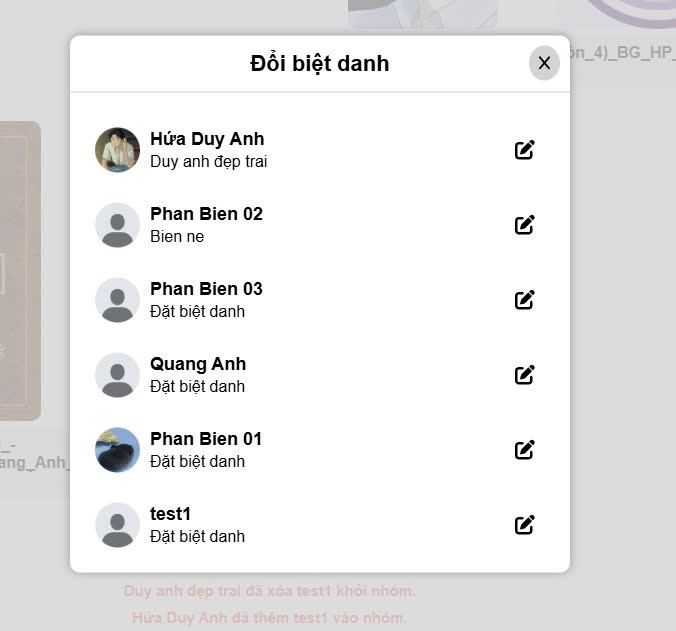 Đổi biệt danh
òn_4)_BG_HP_
Hứa Duy Anh
Duy anh đẹp trai
Phan Bien 02
Bien ne
Phan Bien 03
Đặt biệt danh
Quang Anh
Đặt biệt danh
Phan Bien 01
Đặt biệt danh
_-
ang_Anh_
test1
Đặt biệt danh
Duy anh đẹp trai đã xóa test1 khỏi nhóm.
Hứa Duy Anh đã thêm test1 vào nhóm.